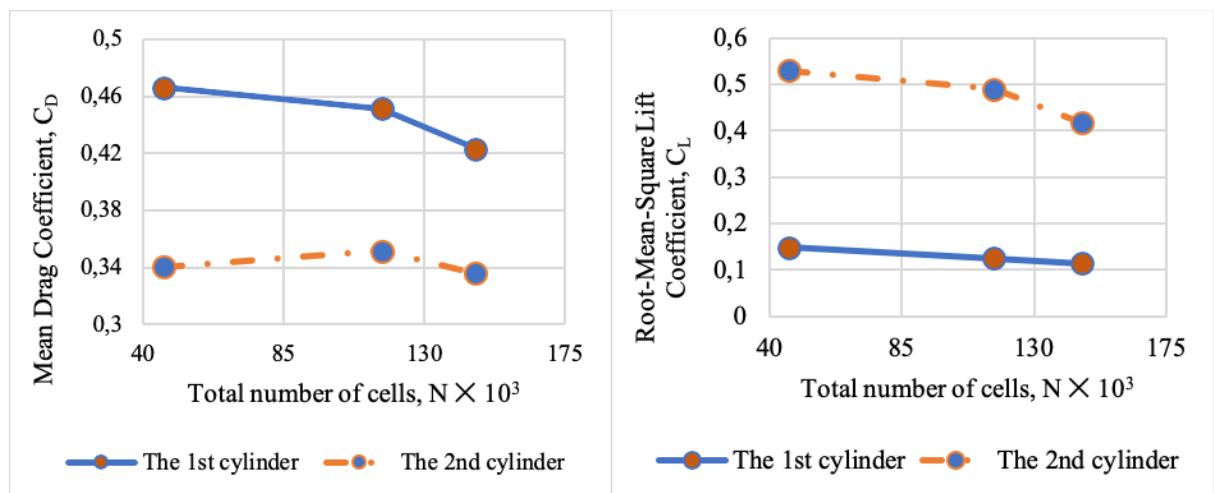 Mean Drag Coefficient, C_D
0,5
0,46
0,42
0,38
0,34
0,3
40 85 130 175
Total number of cells, N × 10³
The 1st cylinder The 2nd cylinder
Root-Mean-Square Lift
Coefficient, C_L
0,6
0,5
0,4
0,3
0,2
0,1
0
40 85 130 175
Total number of cells, N × 10³
The 1st cylinder The 2nd cylinder